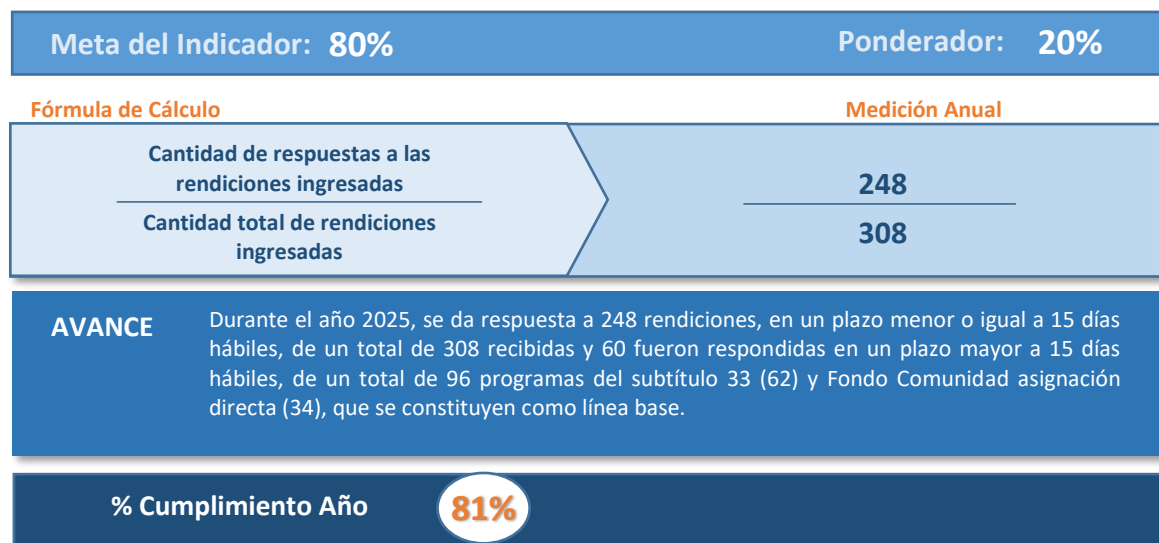 Meta del Indicador: 80%
Ponderador: 20%
Fórmula de Cálculo
Medición Anual
Cantidad de respuestas a las
rendiciones ingresadas
Cantidad total de rendiciones
ingresadas
248
308
AVANCE
Durante el año 2025, se da respuesta a 248 rendiciones, en un plazo menor o igual a 15 días
hábiles, de un total de 308 recibidas y 60 fueron respondidas en un plazo mayor a 15 días
hábiles, de un total de 96 programas del subtítulo 33 (62) y Fondo Comunidad asignación
directa (34), que se constituyen como línea base.
% Cumplimiento Año
81%